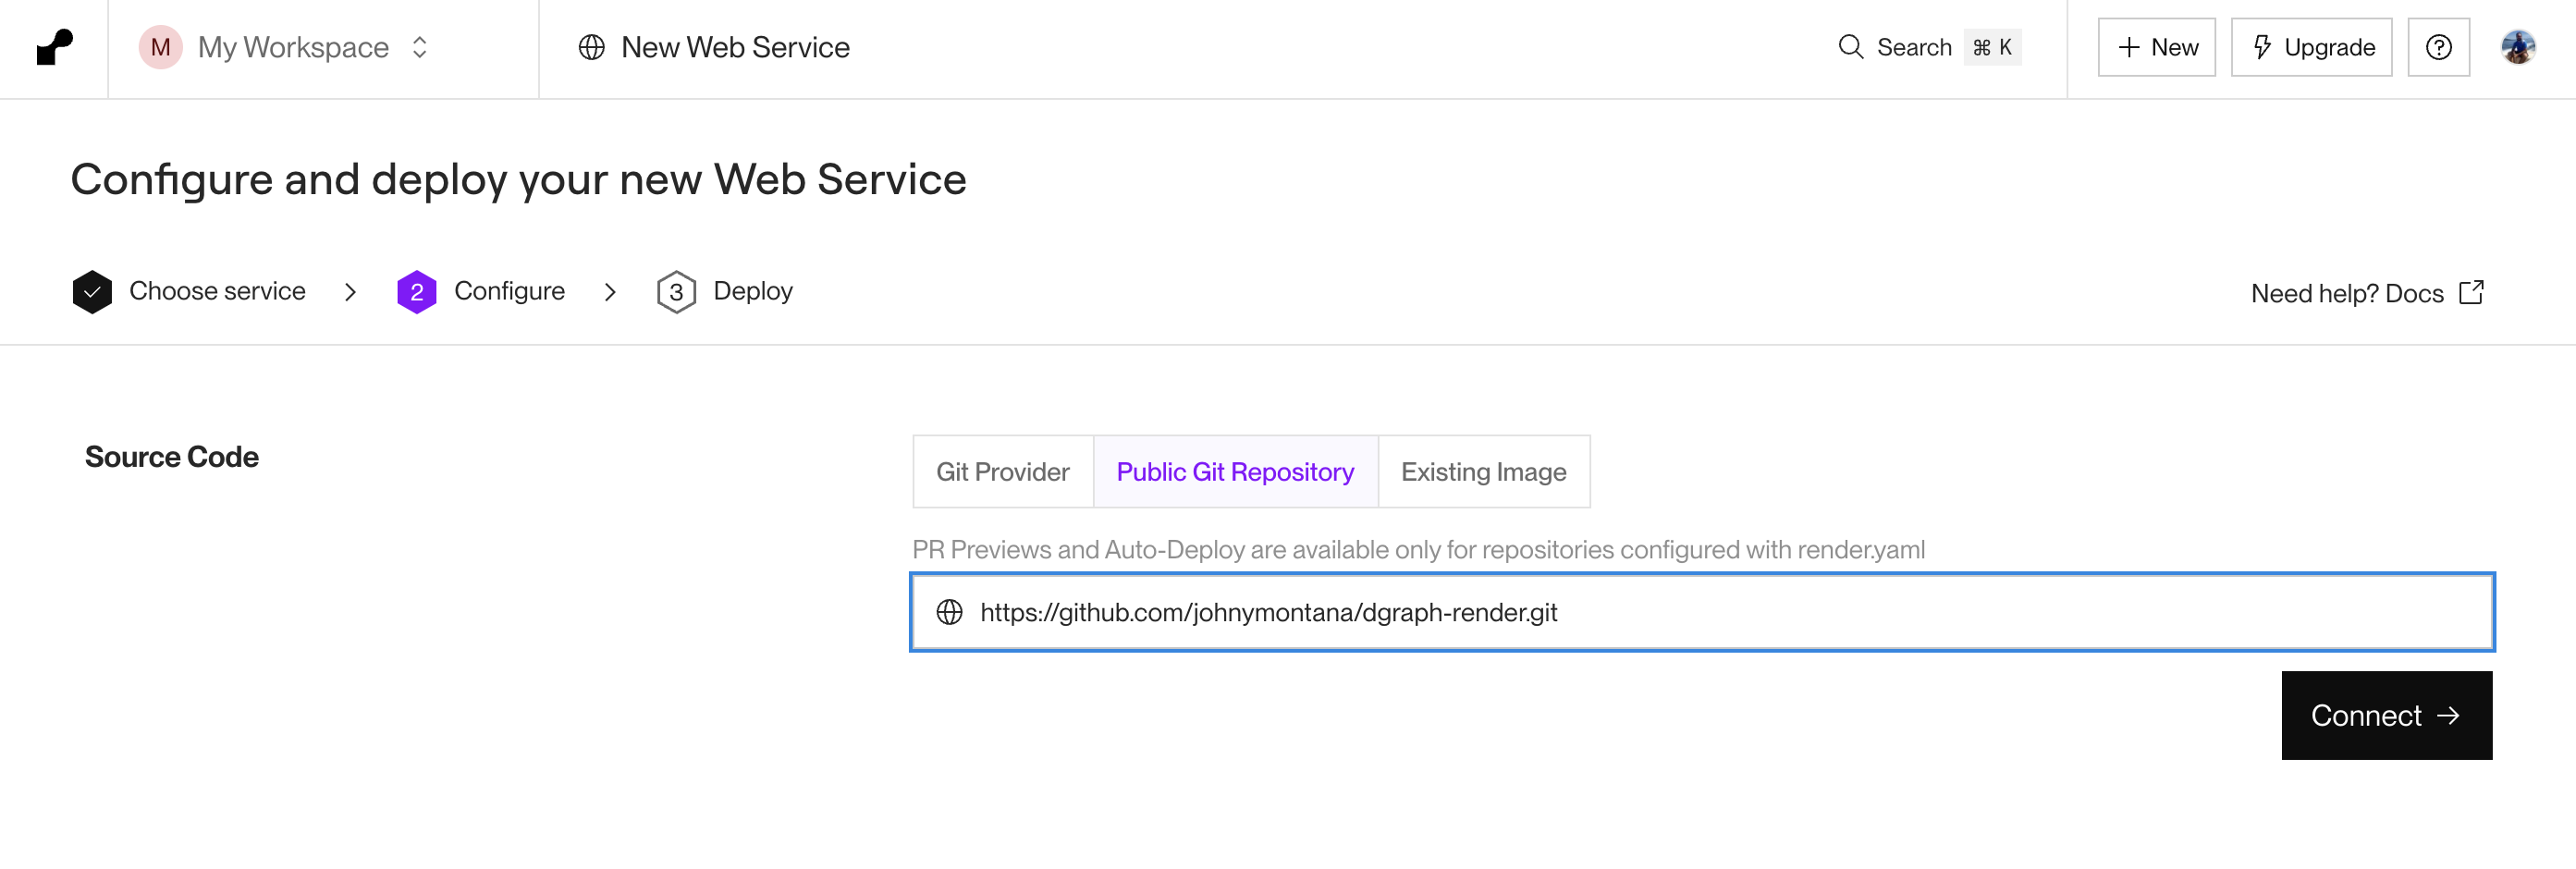 M My Workspace
New Web Service
Search ⌘ K
+ New
Upgrade
?
Configure and deploy your new Web Service
Choose service
2 Configure
3 Deploy
Need help? Docs
Source Code
Git Provider
Public Git Repository
Existing Image
PR Previews and Auto-Deploy are available only for repositories configured with render.yaml
https://github.com/johnymontana/dgraph-render.git
Connect →